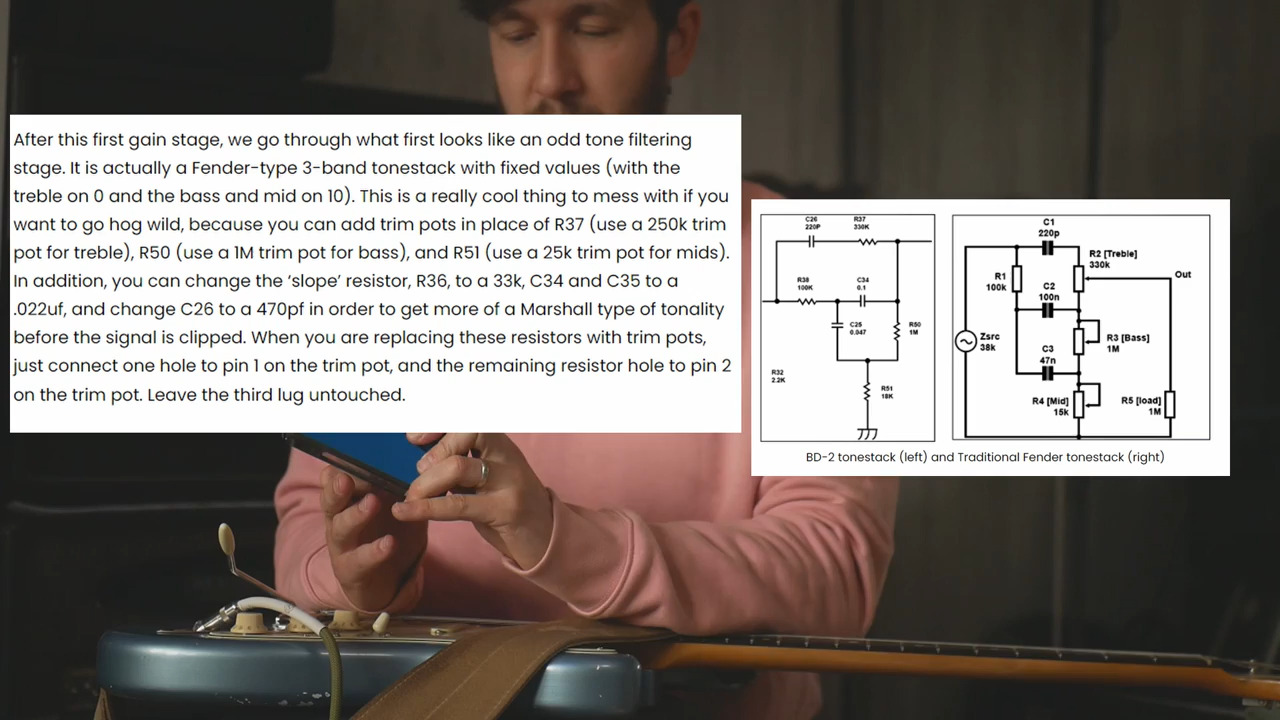 After this first gain stage, we go through what first looks like an odd tone filtering
stage. It is actually a Fender-type 3-band tonestack with fixed values (with the
treble on 0 and the bass and mid on 10). This is a really cool thing to mess with if you
want to go hog wild, because you can add trim pots in place of R37 (use a 250k trim
pot for treble), R50 (use a 1M trim pot for bass), and R51 (use a 25k trim pot for mids).
In addition, you can change the ‘slope’ resistor, R36, to a 33k, C34 and C35 to a
.022uf, and change C26 to a 470pf in order to get more of a Marshall type of tonality
before the signal is clipped. When you are replacing these resistors with trim pots,
just connect one hole to pin 1 on the trim pot, and the remaining resistor hole to pin 2
on the trim pot. Leave the third lug untouched.
C26
220P
R37
330K
R38
100K
C34
0.1
C25
0.047
R50
1M
R32
2.2K
R51
18K
C1
220p
R2 [Treble]
330k
Out
R1
100k
C2
100n
R3 [Bass]
1M
Zsrc
38k
C3
47n
R4 [Mid]
15k
R5 [load]
1M
BD-2 tonestack (left) and Traditional Fender tonestack (right)